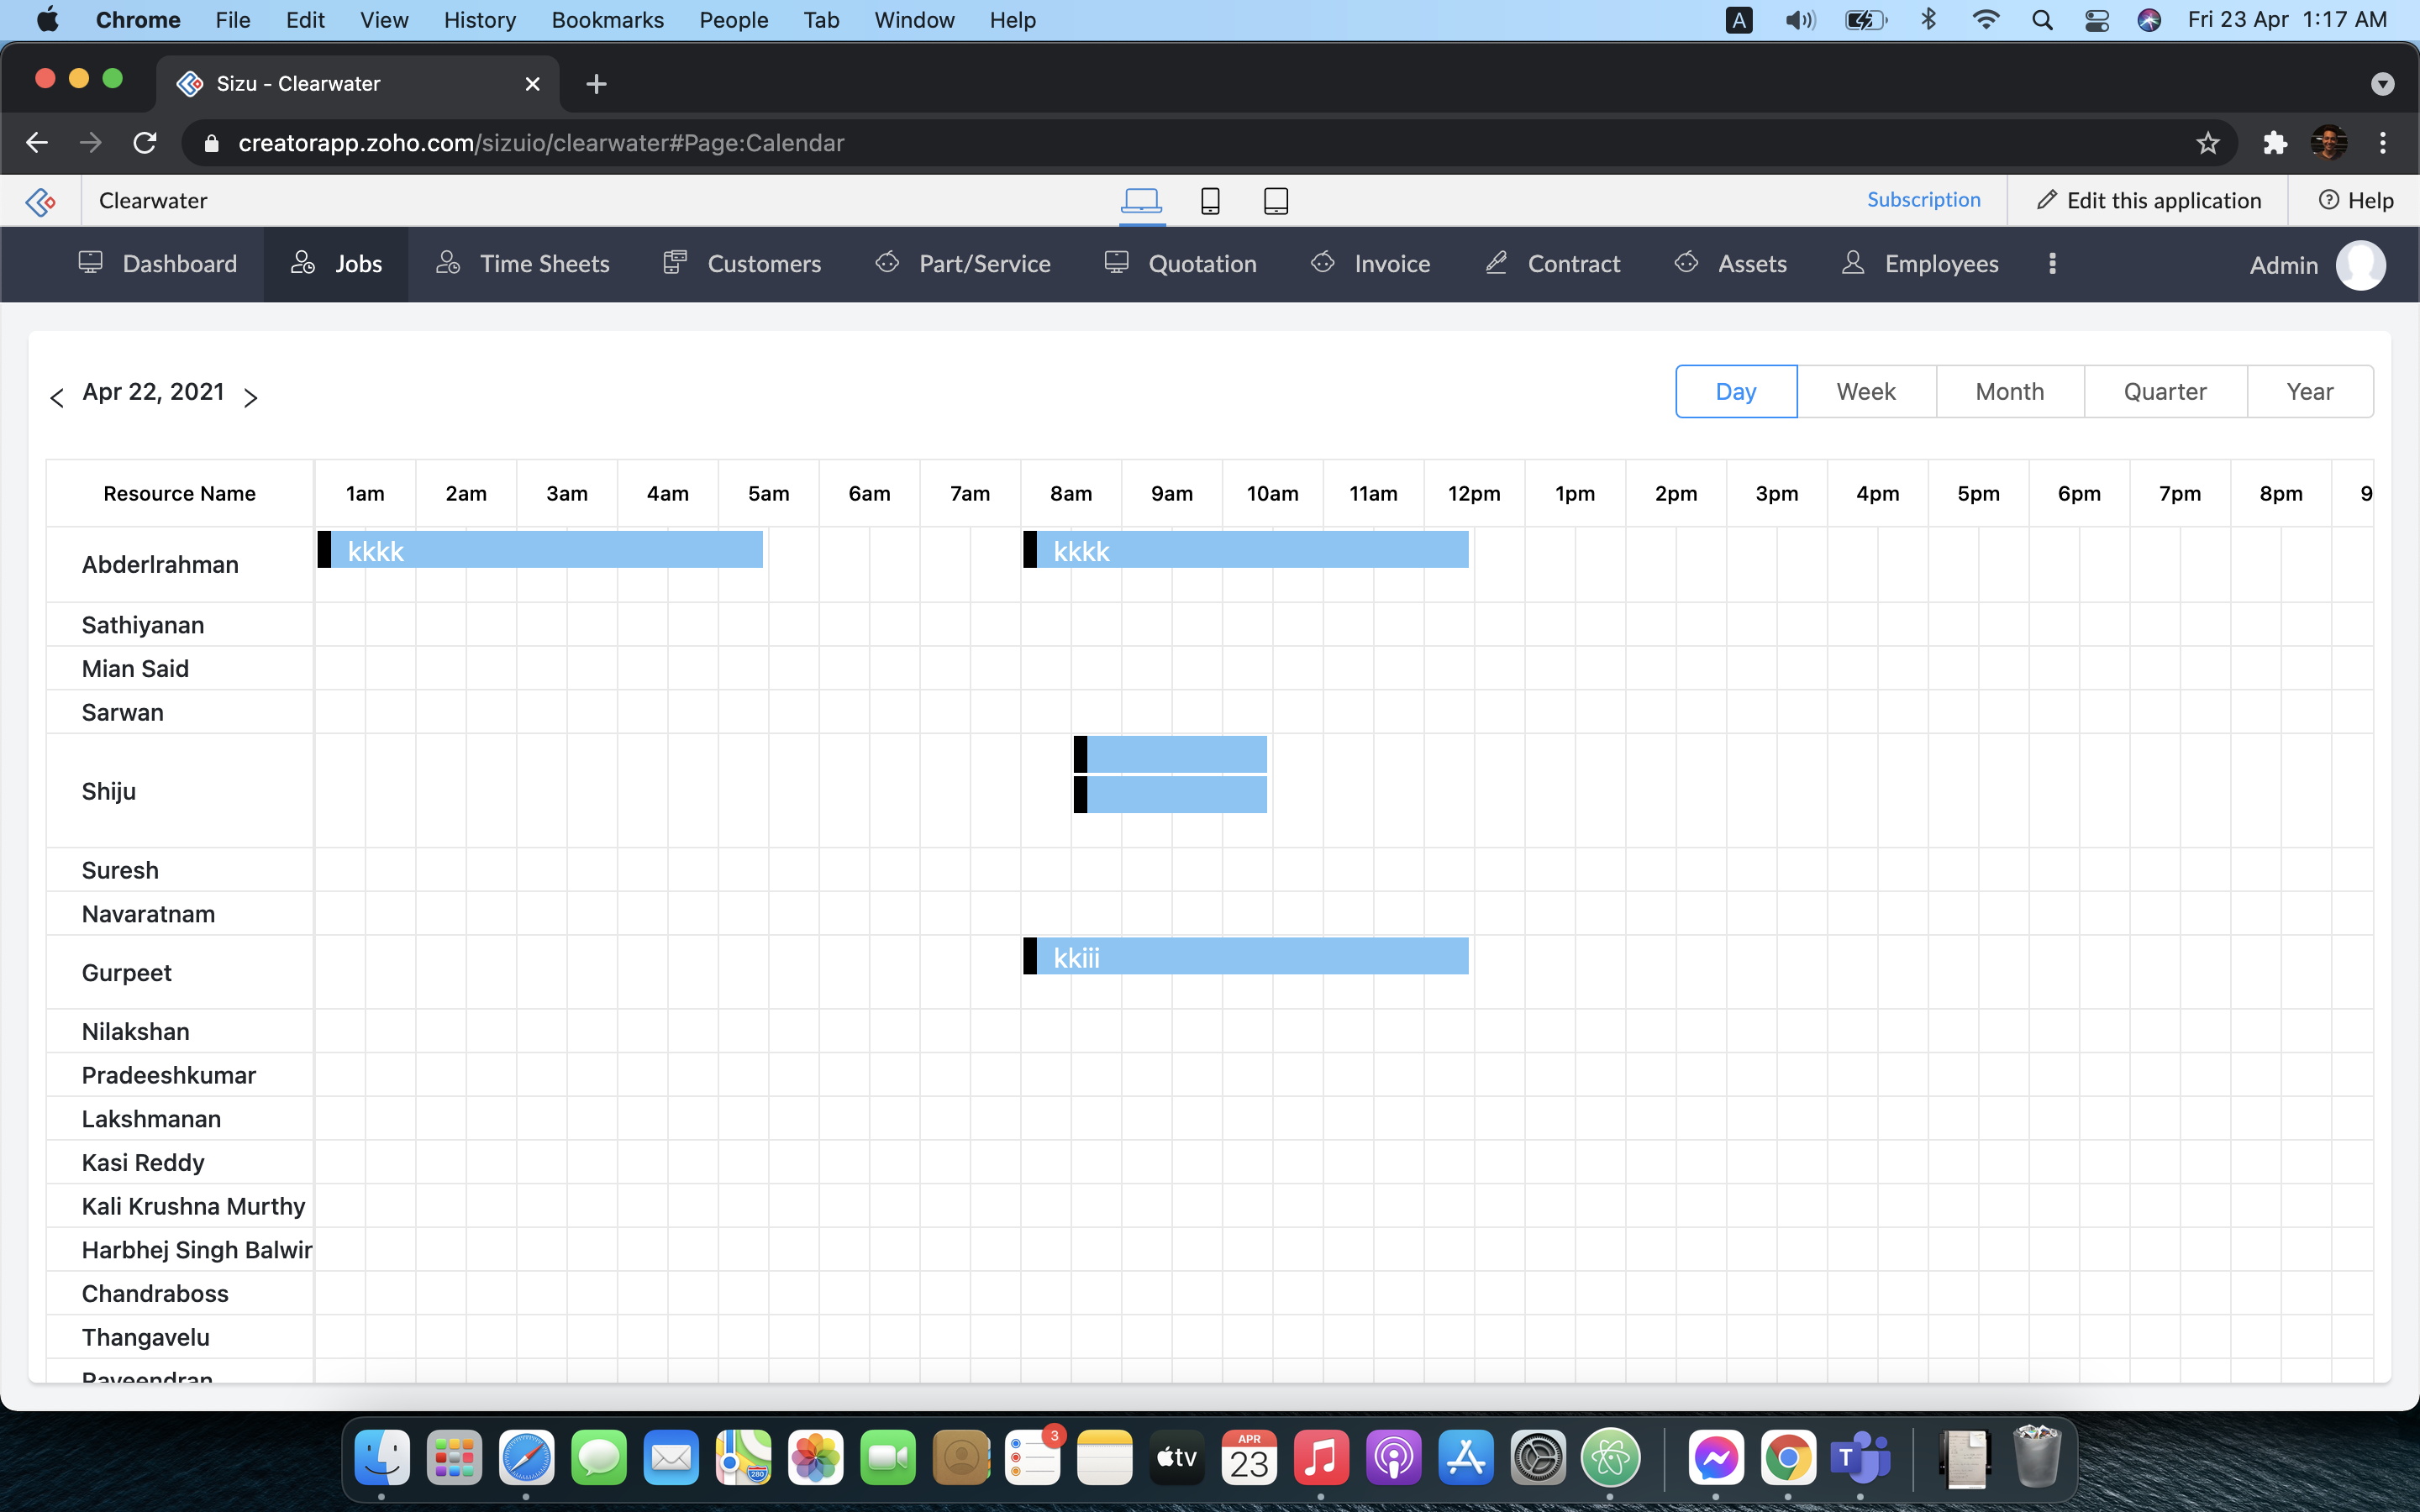 Chrome File Edit View History Bookmarks People Tab Window Help A Fri 23 Apr 1:17 AM
Sizu - Clearwater
creatorapp.zoho.com/sizuio/clearwater#Page:Calendar
Clearwater Subscription Edit this application Help
Dashboard Jobs Time Sheets Customers Part/Service Quotation Invoice Contract Assets Employees Admin
Apr 22, 2021 Day Week Month Quarter Year
Resource Name 1am 2am 3am 4am 5am 6am 7am 8am 9am 10am 11am 12pm 1pm 2pm 3pm 4pm 5pm 6pm 7pm 8pm 9
Abderlrahman kkkk kkkk
Sathiyanan
Mian Said
Sarwan
Shiju
Suresh
Navaratnam
Gurpeet kkiii
Nilakshan
Pradeeshkumar
Lakshmanan
Kasi Reddy
Kali Krushna Murthy
Harbhej Singh Balwir
Chandraboss
Thangavelu
Raveendran
280 3 tv APR 23 T